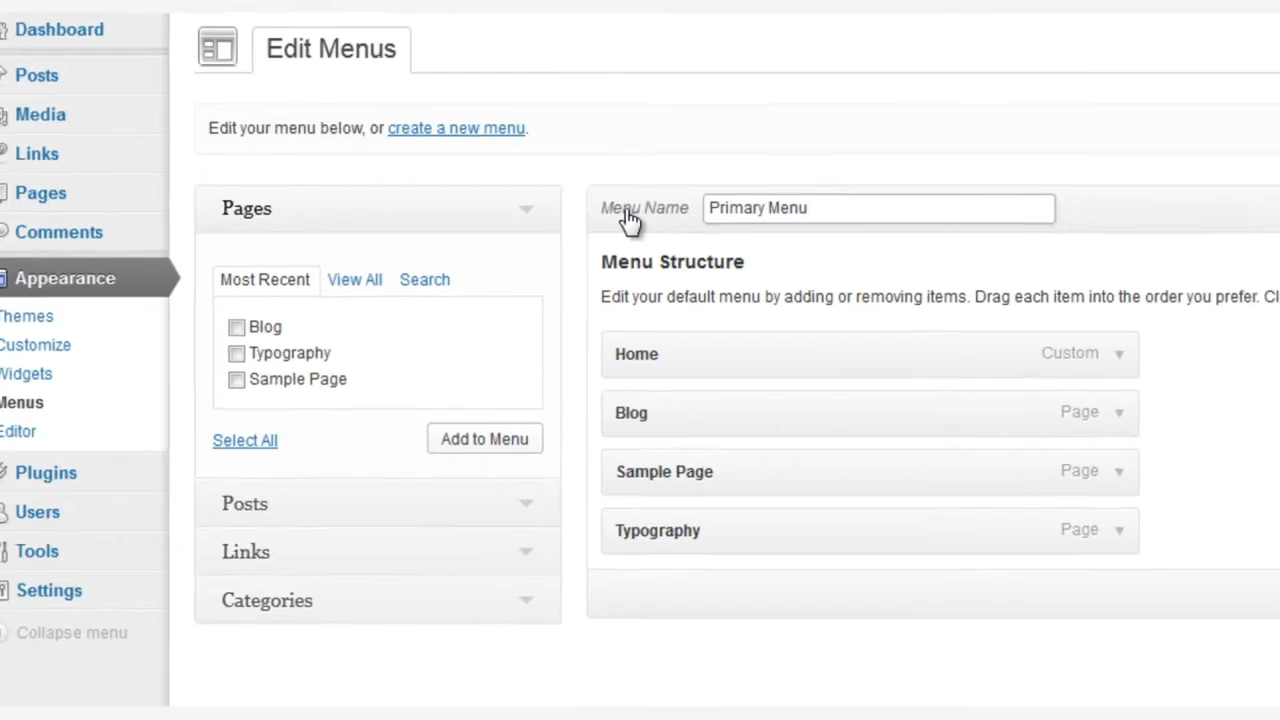 Dashboard
Posts
Media
Links
Pages
Comments
Appearance
Themes
Customize
Widgets
Menus
Editor
Plugins
Users
Tools
Settings
Collapse menu
Edit Menus
Edit your menu below, or create a new menu.
Pages
Most Recent View All Search
Blog
Typography
Sample Page
Select All Add to Menu
Posts
Links
Categories
Menu Name Primary Menu
Menu Structure
Edit your default menu by adding or removing items. Drag each item into the order you prefer. Cl
Home Custom
Blog Page
Sample Page Page
Typography Page